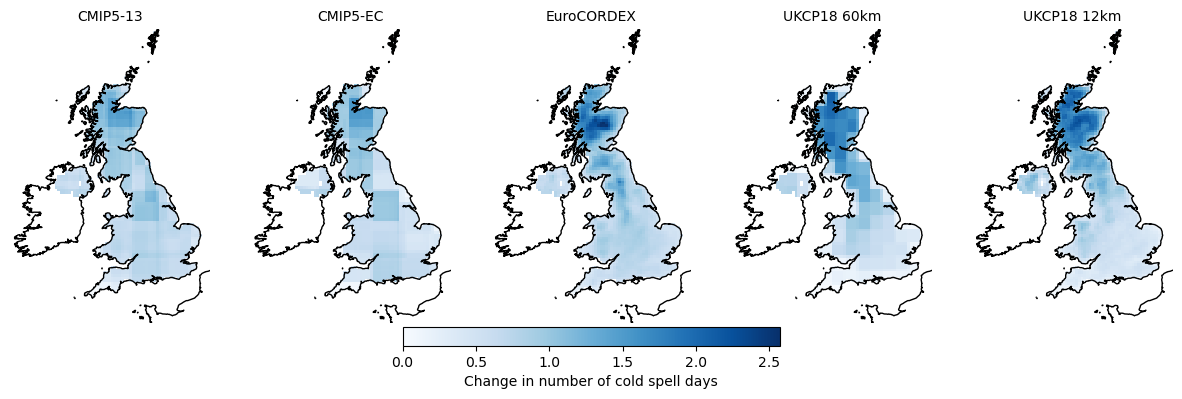 CMIP5-13 CMIP5-EC EuroCORDEX UKCP18 60km UKCP18 12km
0.0 0.5 1.0 1.5 2.0 2.5
Change in number of cold spell days